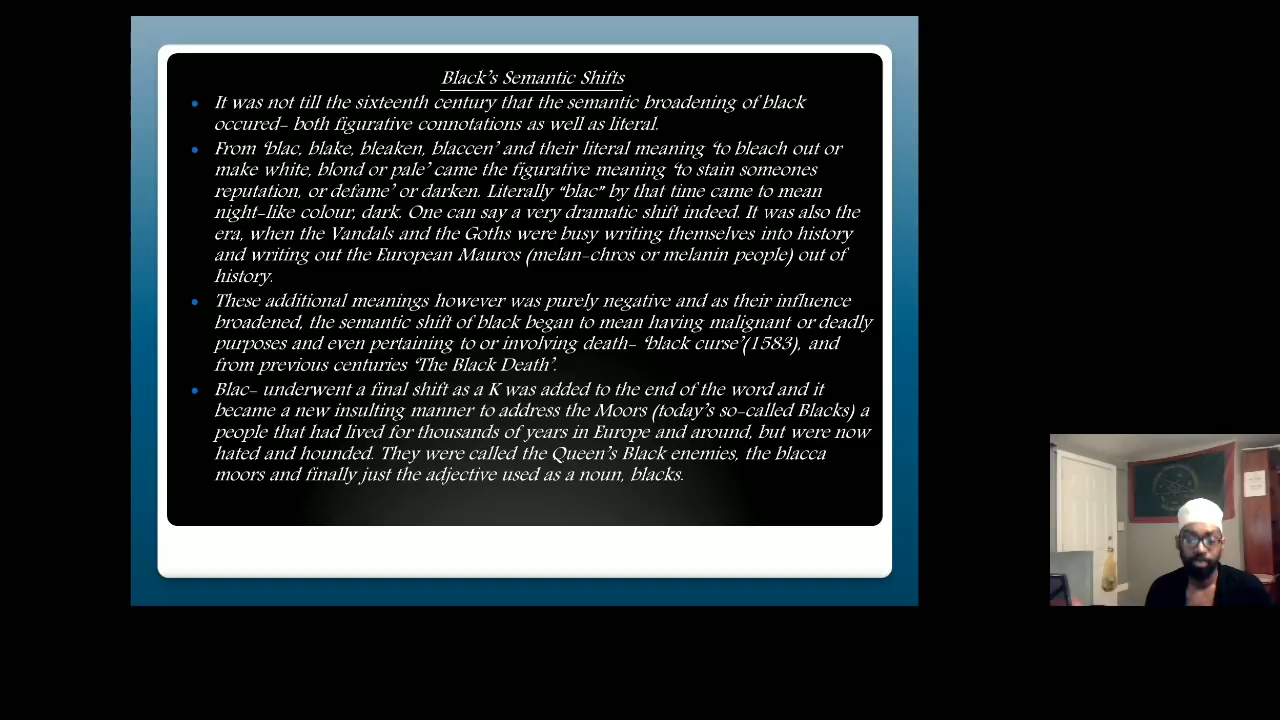 Black's Semantic Shifts
• It was not till the sixteenth century that the semantic broadening of black
occured- both figurative connotations as well as literal.
• From 'blac, blake, bleaken, blaccen' and their literal meaning 'to bleach out or
make white, blond or pale' came the figurative meaning 'to stain someones
reputation, or defame' or darken. Literally "blac" by that time came to mean
night-like colour, dark. One can say a very dramatic shift indeed. It was also the
era, when the Vandals and the Goths were busy writing themselves into history
and writing out the European Mauros (melan-chros or melanin people) out of
history.
• These additional meanings however was purely negative and as their influence
broadened, the semantic shift of black began to mean having malignant or deadly
purposes and even pertaining to or involving death- 'black curse'(1583), and
from previous centuries 'The Black Death'.
• Blac- underwent a final shift as a K was added to the end of the word and it
became a new insulting manner to address the Moors (today's so-called Blacks) a
people that had lived for thousands of years in Europe and around, but were now
hated and hounded. They were called the Queen's Black enemies, the blacca
moors and finally just the adjective used as a noun, blacks.